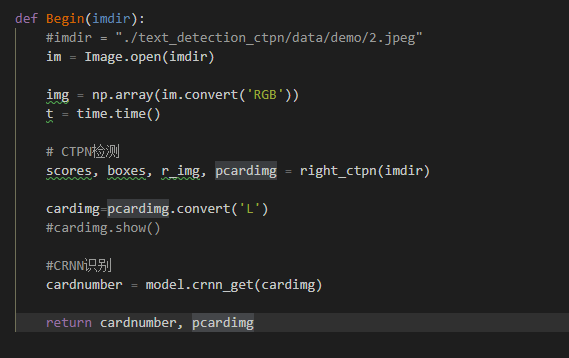 def Begin(imdir):
#imdir = "./text_detection_ctpn/data/demo/2.jpeg"
im = Image.open(imdir)
img = np.array(im.convert('RGB'))
t = time.time()
# CTPN检测
scores, boxes, r_img, pcardimg = right_ctpn(imdir)
cardimg=pcardimg.convert('L')
#cardimg.show()
#CRNN识别
cardnumber = model.crnn_get(cardimg)
return cardnumber, pcardimg